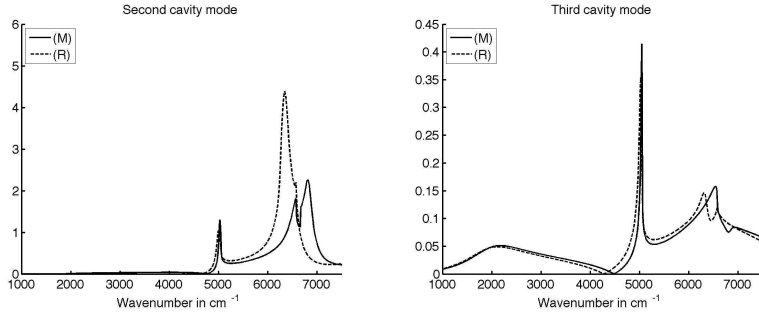 Second cavity mode
6
5
4
3
2
1
0
(M)
(R)
1000 2000 3000 4000 5000 6000 7000
Wavenumber in cm -1
Third cavity mode
0.45
0.4
0.35
0.3
0.25
0.2
0.15
0.1
0.05
0
(M)
(R)
1000 2000 3000 4000 5000 6000 7000
Wavenumber in cm -1